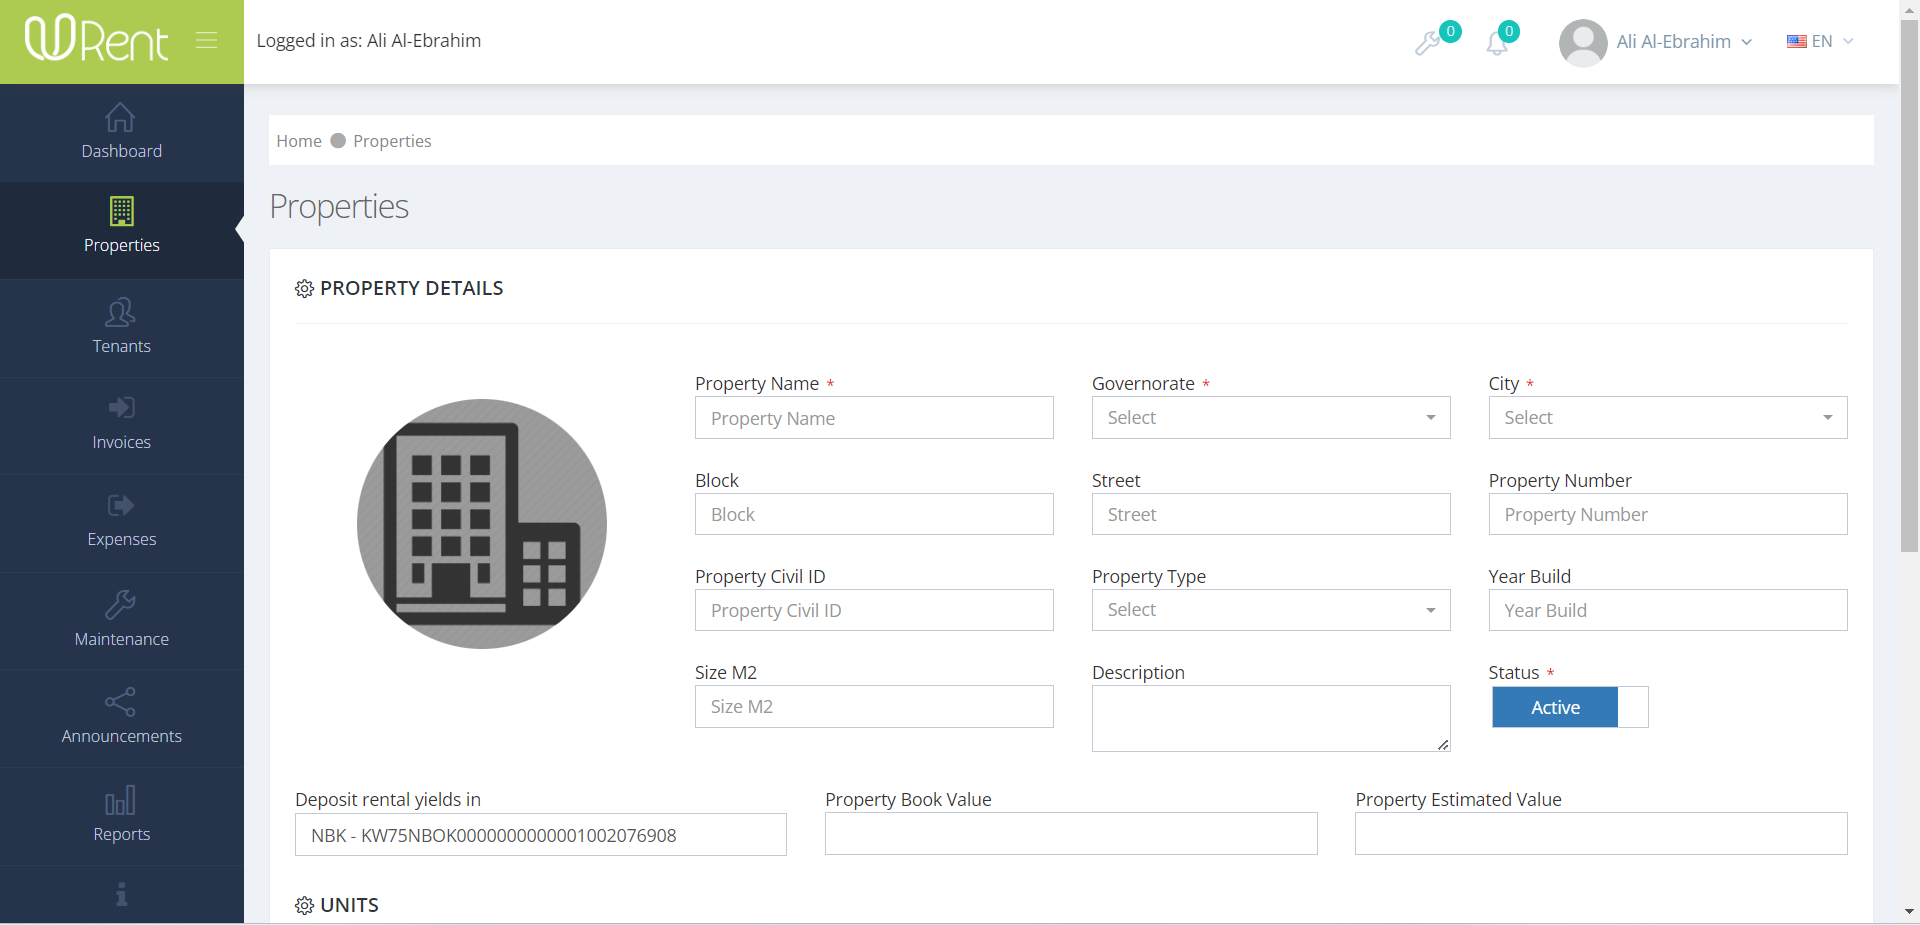 URent
Logged in as: Ali Al-Ebrahim
0
0
Ali Al-Ebrahim
EN
Dashboard
Properties
Tenants
Invoices
Expenses
Maintenance
Announcements
Reports
Home Properties
Properties
PROPERTY DETAILS
Property Name * Governorate * City *
Property Name Select Select
Block Street Property Number
Block Street Property Number
Property Civil ID Property Type Year Build
Property Civil ID Select Year Build
Size M2 Description Status *
Size M2 Active
Deposit rental yields in Property Book Value Property Estimated Value
NBK - KW75NBOK0000000000001002076908
UNITS